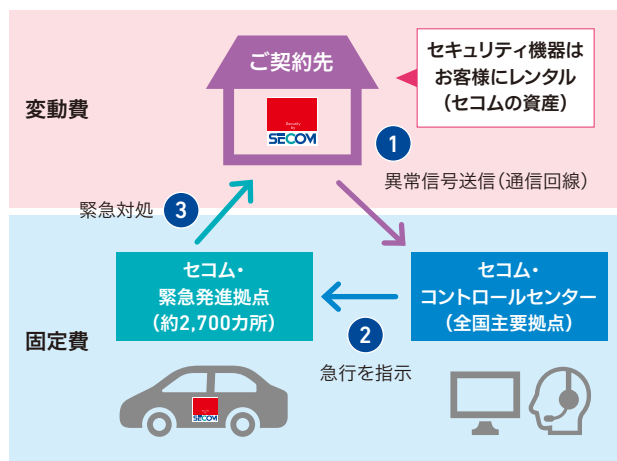 ご契約先
セキュリティ機器は
お客様にレンタル
（セコムの資産）
変動費
Security
by
SECOM
1
異常信号送信（通信回線）
緊急対処
3
セコム・
緊急発進拠点
（約2,700カ所）
セコム・
コントロールセンター
（全国主要拠点）
固定費
2
急行を指示
SECOM